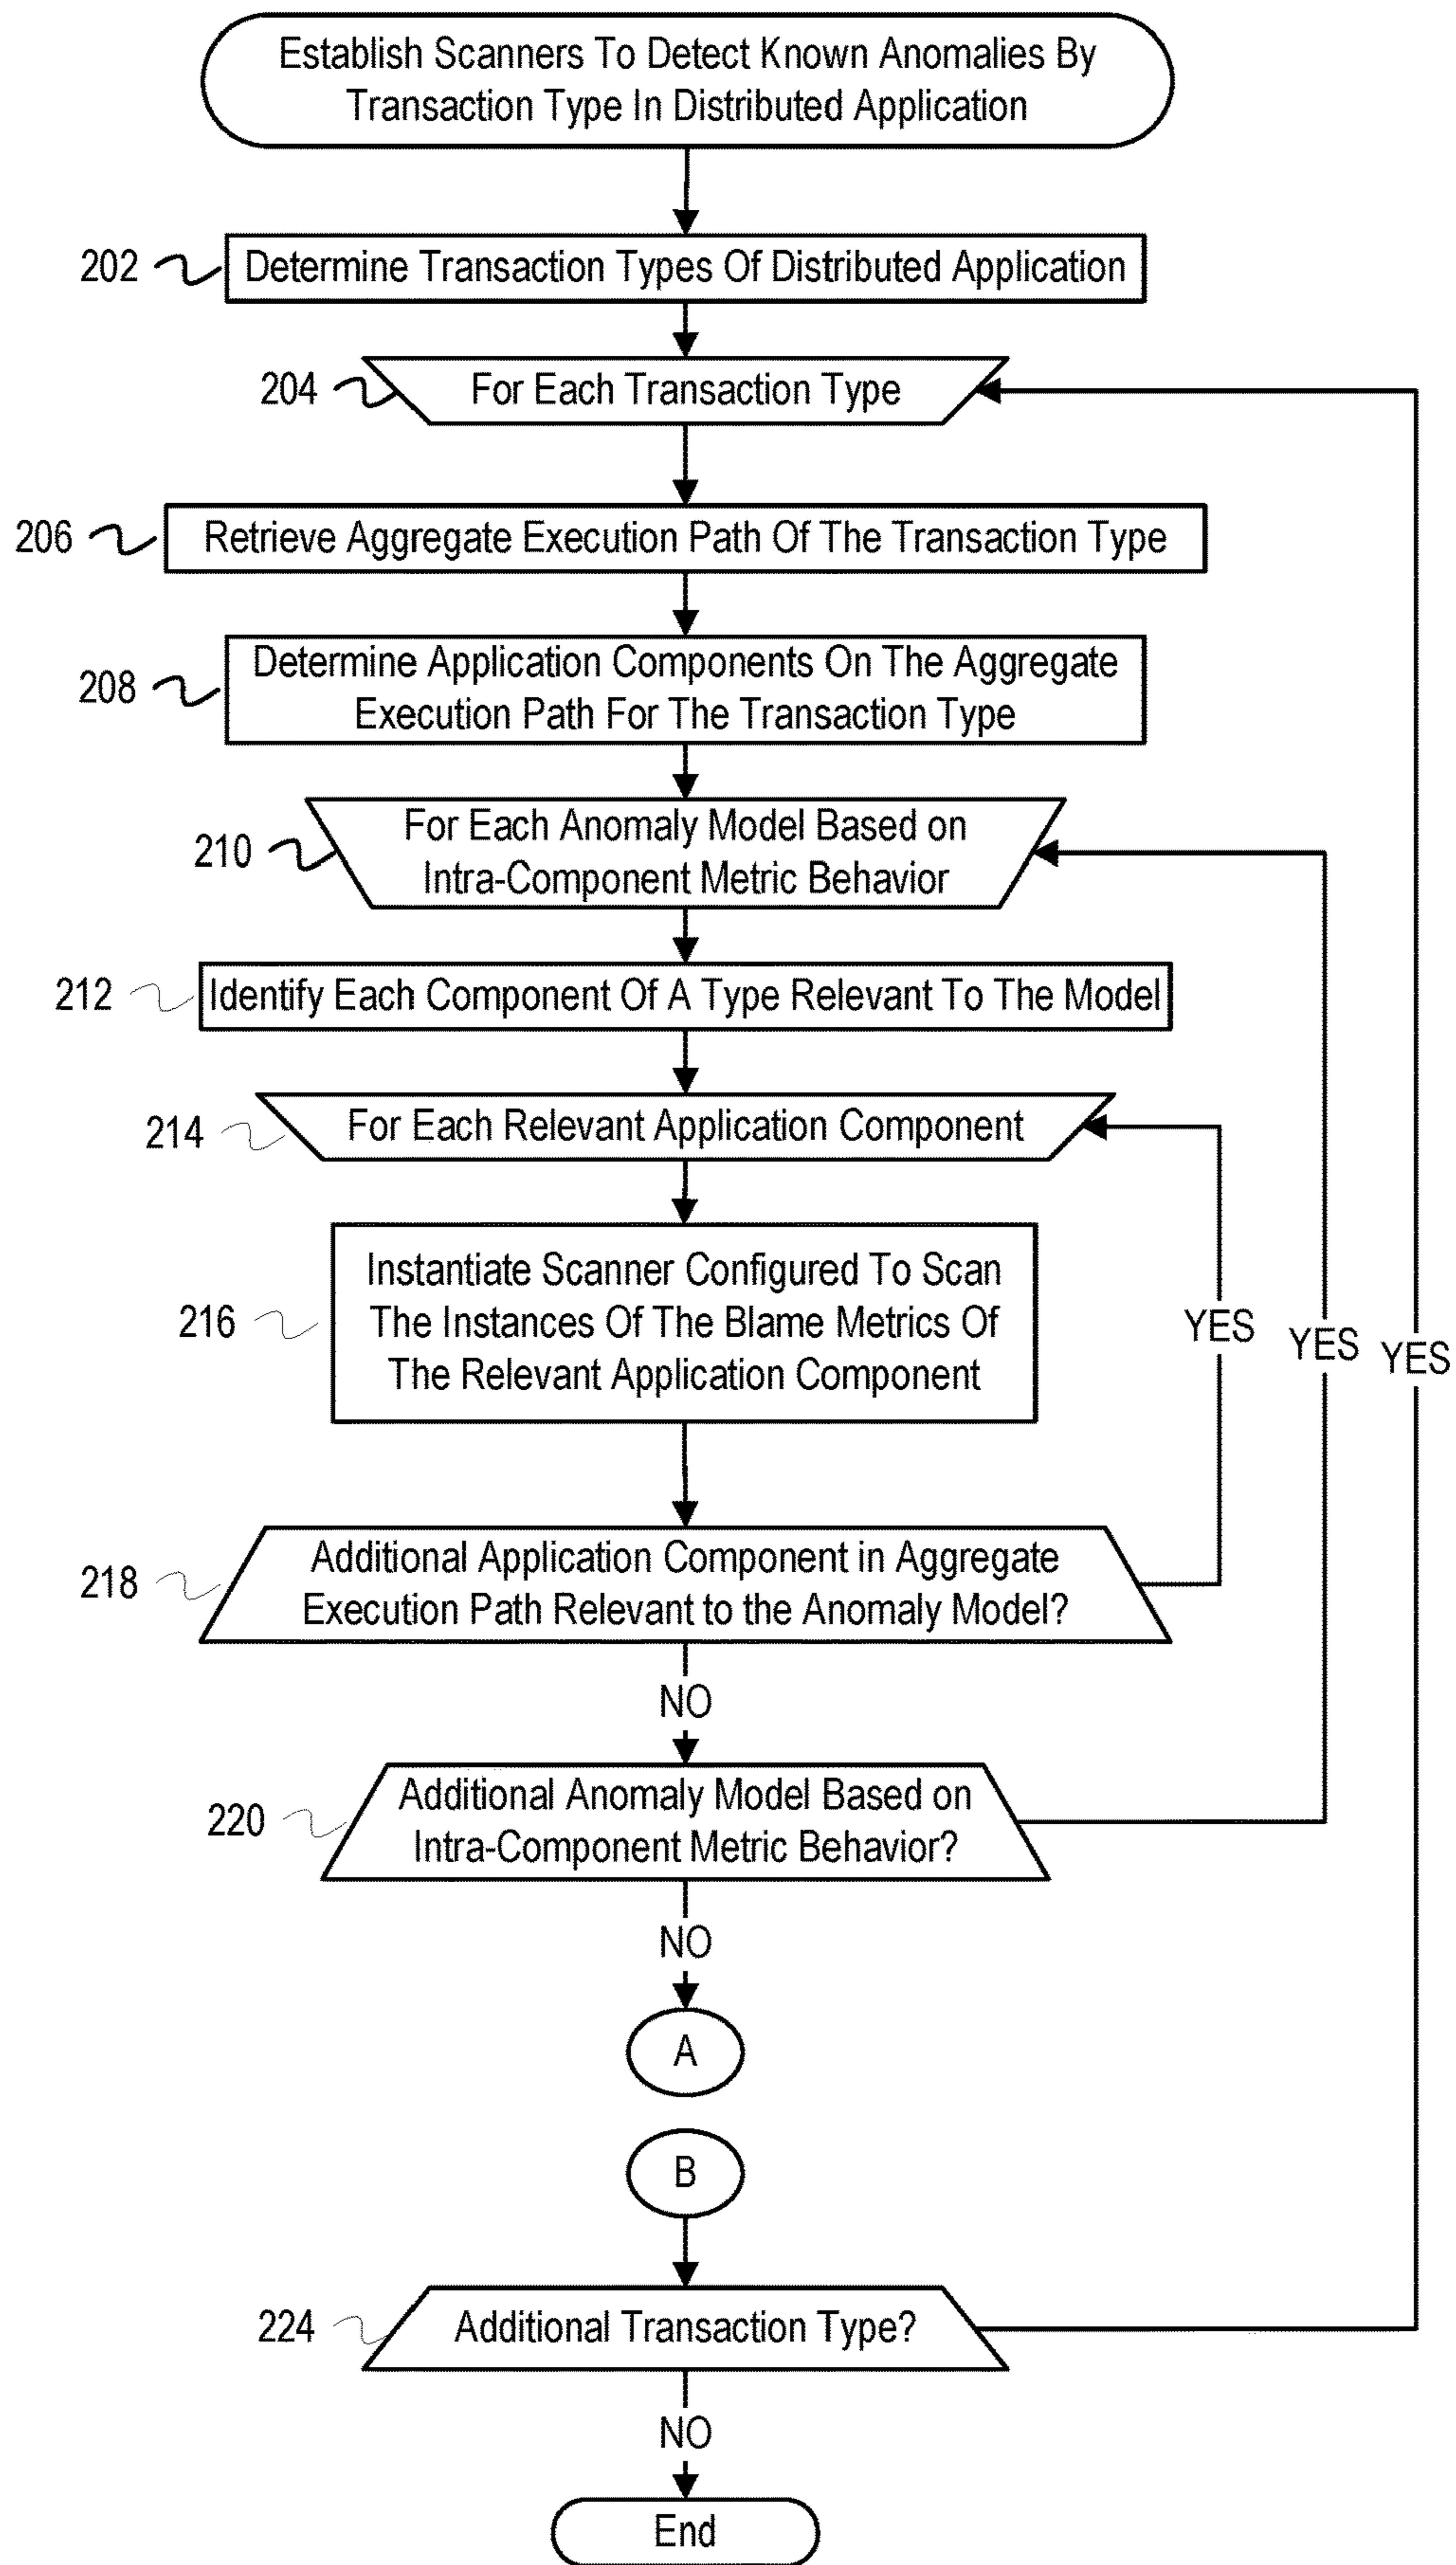 Establish Scanners To Detect Known Anomalies By
Transaction Type In Distributed Application
202
Determine Transaction Types Of Distributed Application
204
For Each Transaction Type
206
Retrieve Aggregate Execution Path Of The Transaction Type
208
Determine Application Components On The Aggregate
Execution Path For The Transaction Type
210
For Each Anomaly Model Based on
Intra-Component Metric Behavior
212
Identify Each Component Of A Type Relevant To The Model
214
For Each Relevant Application Component
216
Instantiate Scanner Configured To Scan
The Instances Of The Blame Metrics Of
The Relevant Application Component
YES
YES
YES
218
Additional Application Component in Aggregate
Execution Path Relevant to the Anomaly Model?
NO
220
Additional Anomaly Model Based on
Intra-Component Metric Behavior?
NO
A
B
224
Additional Transaction Type?
NO
End